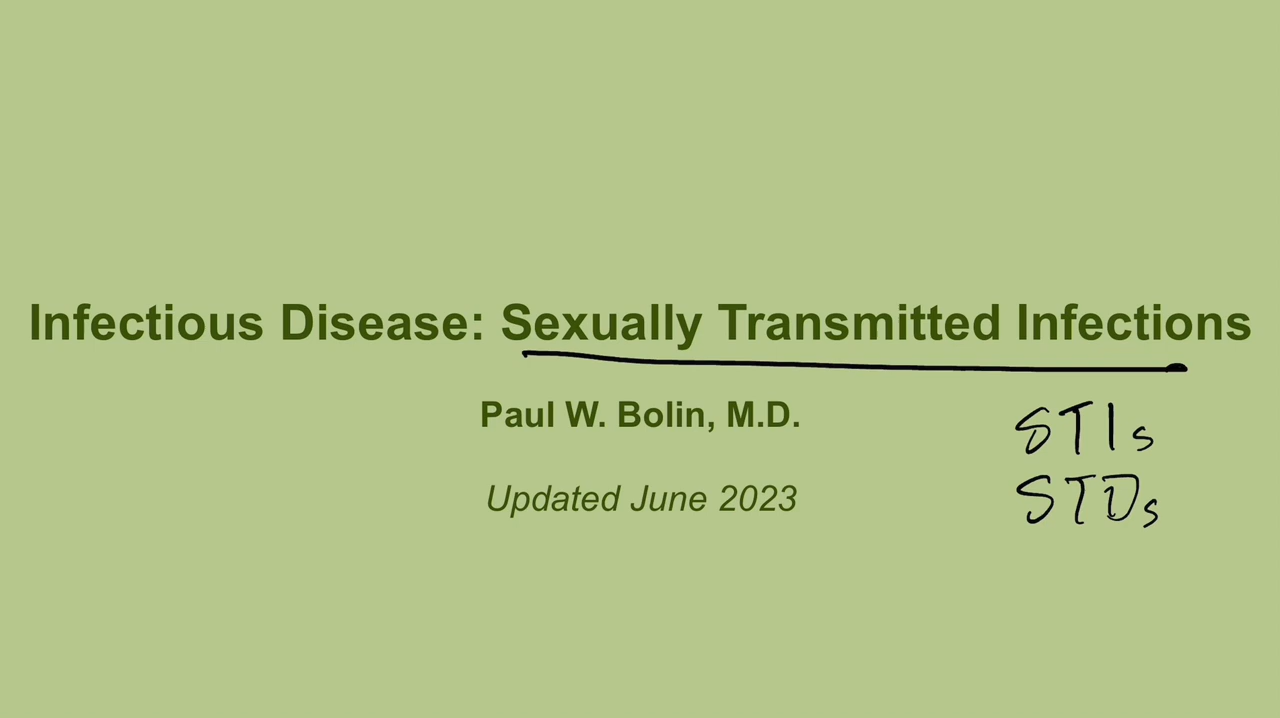 Infectious Disease: Sexually Transmitted Infections
Paul W. Bolin, M.D.
Updated June 2023
STIs
STDs